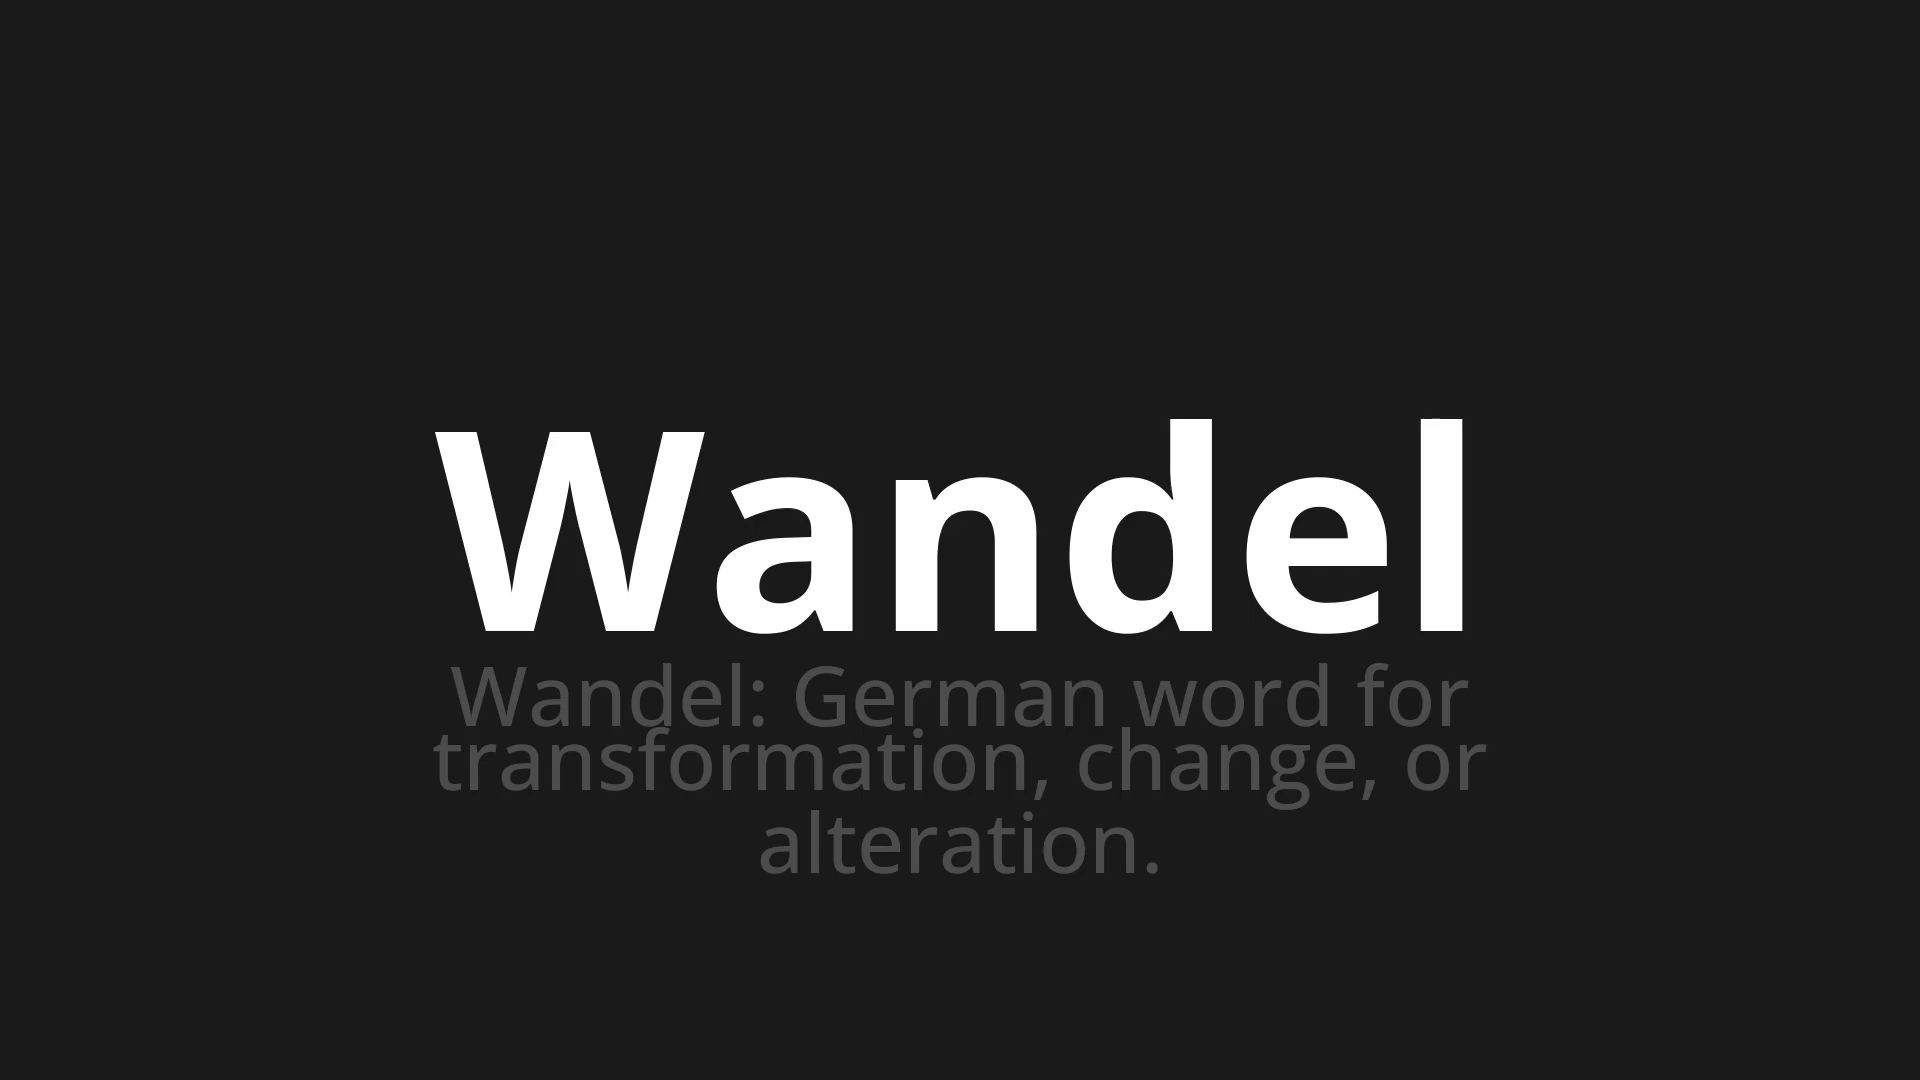 Wandel
Wandel: German word for
transformation, change, or
alteration.